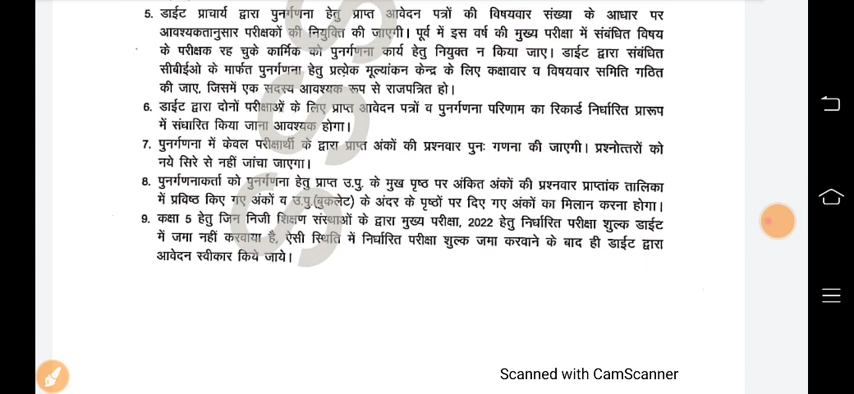 5. डाईट प्राचार्य द्वारा पुनर्गणना हेतु प्राप्त आवेदन पत्रों की विषयवार संख्या के आधार पर
आवश्यकतानुसार परीक्षकों की नियुक्ति की जाएगी। पूर्व में इस वर्ष की मुख्य परीक्षा में संबंधित विषय
के परीक्षक रह चुके कार्मिक को पुनर्गणना कार्य हेतु नियुक्त न किया जाए। डाईट द्वारा संबंधित
सीबीईओ के मार्फत पुनर्गणना हेतु प्रत्येक मूल्यांकन केन्द्र के लिए कक्षावार व विषयवार समिति गठित
की जाए, जिसमें एक सदस्य आवश्यक रूप से राजपत्रित हो।
6. डाईट द्वारा दोनों परीक्षाओं के लिए प्राप्त आवेदन पत्रों व पुनर्गणना परिणाम का रिकार्ड निर्धारित प्रारूप
में संधारित किया जाना आवश्यक होगा।
7. पुनर्गणना में केवल परीक्षार्थी के द्वारा प्राप्त अंकों की प्रश्नवार पुनः गणना की जाएगी। प्रश्नोत्तरों को
नये सिरे से नहीं जांचा जाएगा।
8. पुनर्गणनाकर्ता को पुनर्गणना हेतु प्राप्त उ.पु. के मुख पृष्ठ पर अंकित अंकों की प्रश्नवार प्राप्तांक तालिका
में प्रविष्ठ किए गए अंकों व उ.पु.(बुकलेट) के अंदर के पृष्ठों पर दिए गए अंकों का मिलान करना होगा।
9. कक्षा 5 हेतु जिन निजी शिक्षण संस्थाओं के द्वारा मुख्य परीक्षा, 2022 हेतु निर्धारित परीक्षा शुल्क डाईट
में जमा नहीं करवाया है, ऐसी स्थिति में निर्धारित परीक्षा शुल्क जमा करवाने के बाद ही डाईट द्वारा
आवेदन स्वीकार किये जाये।
Scanned with CamScanner